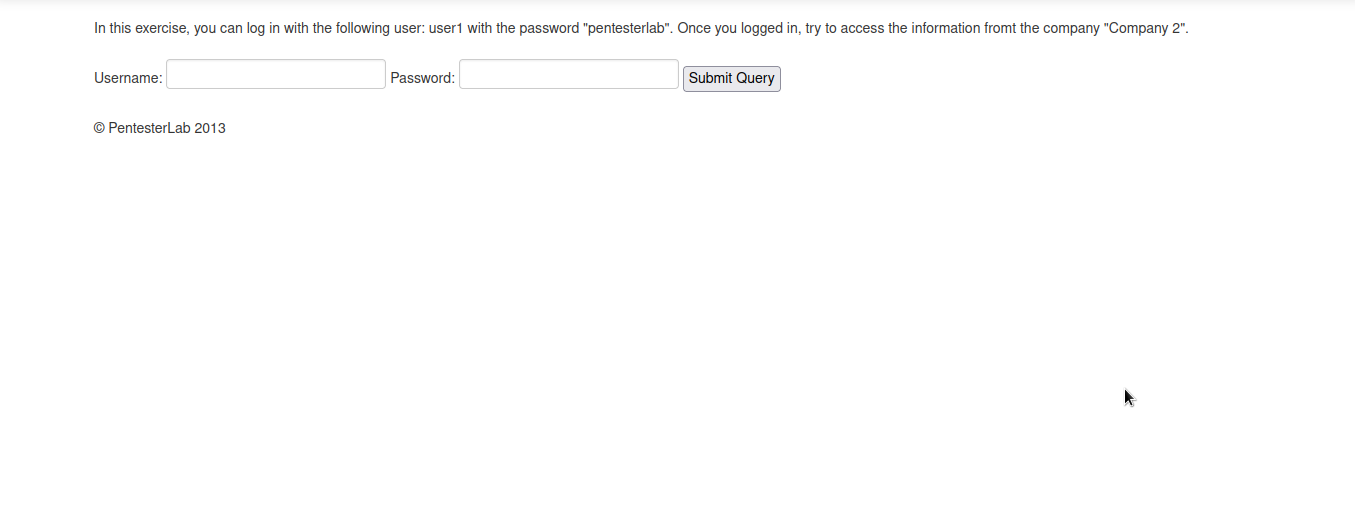 In this exercise, you can log in with the following user: user1 with the password "pentesterlab". Once you logged in, try to access the information fromt the company "Company 2".
Username: Password: Submit Query
© PentesterLab 2013